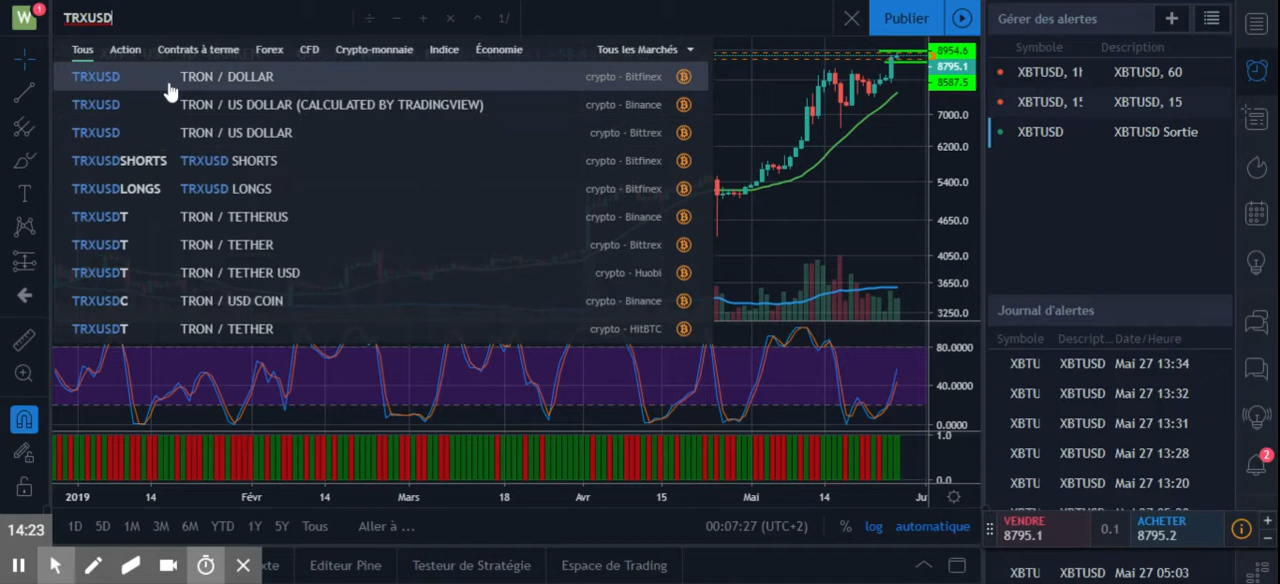 W 1 TRXUSD ÷ − + × ^ 1/ Publier
Tous Action Contrats à terme Forex CFD Crypto-monnaie Indice Économie Tous les Marchés
TRXUSD TRON / DOLLAR crypto - Bitfinex
TRXUSD TRON / US DOLLAR (CALCULATED BY TRADINGVIEW) crypto - Binance
TRXUSD TRON / US DOLLAR crypto - Bittrex
TRXUSDSHORTS TRXUSD SHORTS crypto - Bitfinex
TRXUSDLONGS TRXUSD LONGS crypto - Bitfinex
TRXUSDT TRON / TETHERUS crypto - Binance
TRXUSDT TRON / TETHER crypto - Bittrex
TRXUSDT TRON / TETHER USD crypto - Huobi
TRXUSDC TRON / USD COIN crypto - Binance
TRXUSDT TRON / TETHER crypto - HitBTC
8954.6
8795.1
8587.5
7000.0
6200.0
5400.0
4650.0
4050.0
3650.0
3250.0
80.0000
40.0000
0.0000
1.0
0.0
2019 14 Févr 14 Mars 18 Avr 15 Mai 14
1D 5D 1M 3M 6M YTD 1Y 5Y Tous Aller à ... 00:07:27 (UTC+2) % log automatique
14:23
Editeur Pine Testeur de Stratégie Espace de Trading
Gérer des alertes
Symbole Description
XBTUSD, 1h XBTUSD, 60
XBTUSD, 15 XBTUSD, 15
XBTUSD XBTUSD Sortie
Journal d'alertes
Symbole Descript... Date/Heure
XBTU XBTUSD Mai 27 13:34
XBTU XBTUSD Mai 27 13:32
XBTU XBTUSD Mai 27 13:31
XBTU XBTUSD Mai 27 13:28
XBTU XBTUSD Mai 27 13:20
VENDRE
8795.1
0.1
ACHETER
8795.2
XBTU XBTUSD Mai 27 05:03
2